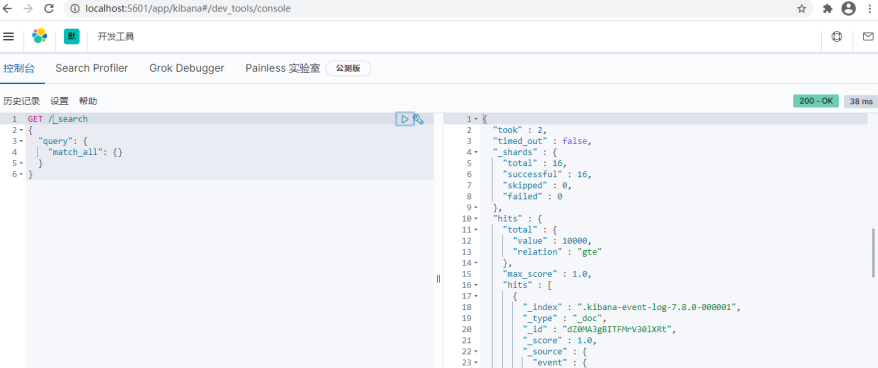 localhost:5601/app/kibana#/dev_tools/console
默
开发工具
控制台 Search Profiler Grok Debugger Painless 实验室 公测版
历史记录 设置 帮助
200 - OK 38 ms
1 GET /_search
2 {
3 "query": {
4 "match_all": {}
5 }
6 }
1 {
2 "took" : 2,
3 "timed_out" : false,
4 "_shards" : {
5 "total" : 16,
6 "successful" : 16,
7 "skipped" : 0,
8 "failed" : 0
9 },
10 "hits" : {
11 "total" : {
12 "value" : 10000,
13 "relation" : "gte"
14 },
15 "max_score" : 1.0,
16 "hits" : [
17 {
18 "_index" : ".kibana-event-log-7.8.0-000001",
19 "_type" : "_doc",
20 "_id" : "dZ0MA3gBITFMrV30lXRt",
21 "_score" : 1.0,
22 "_source" : {
23 "event" : {